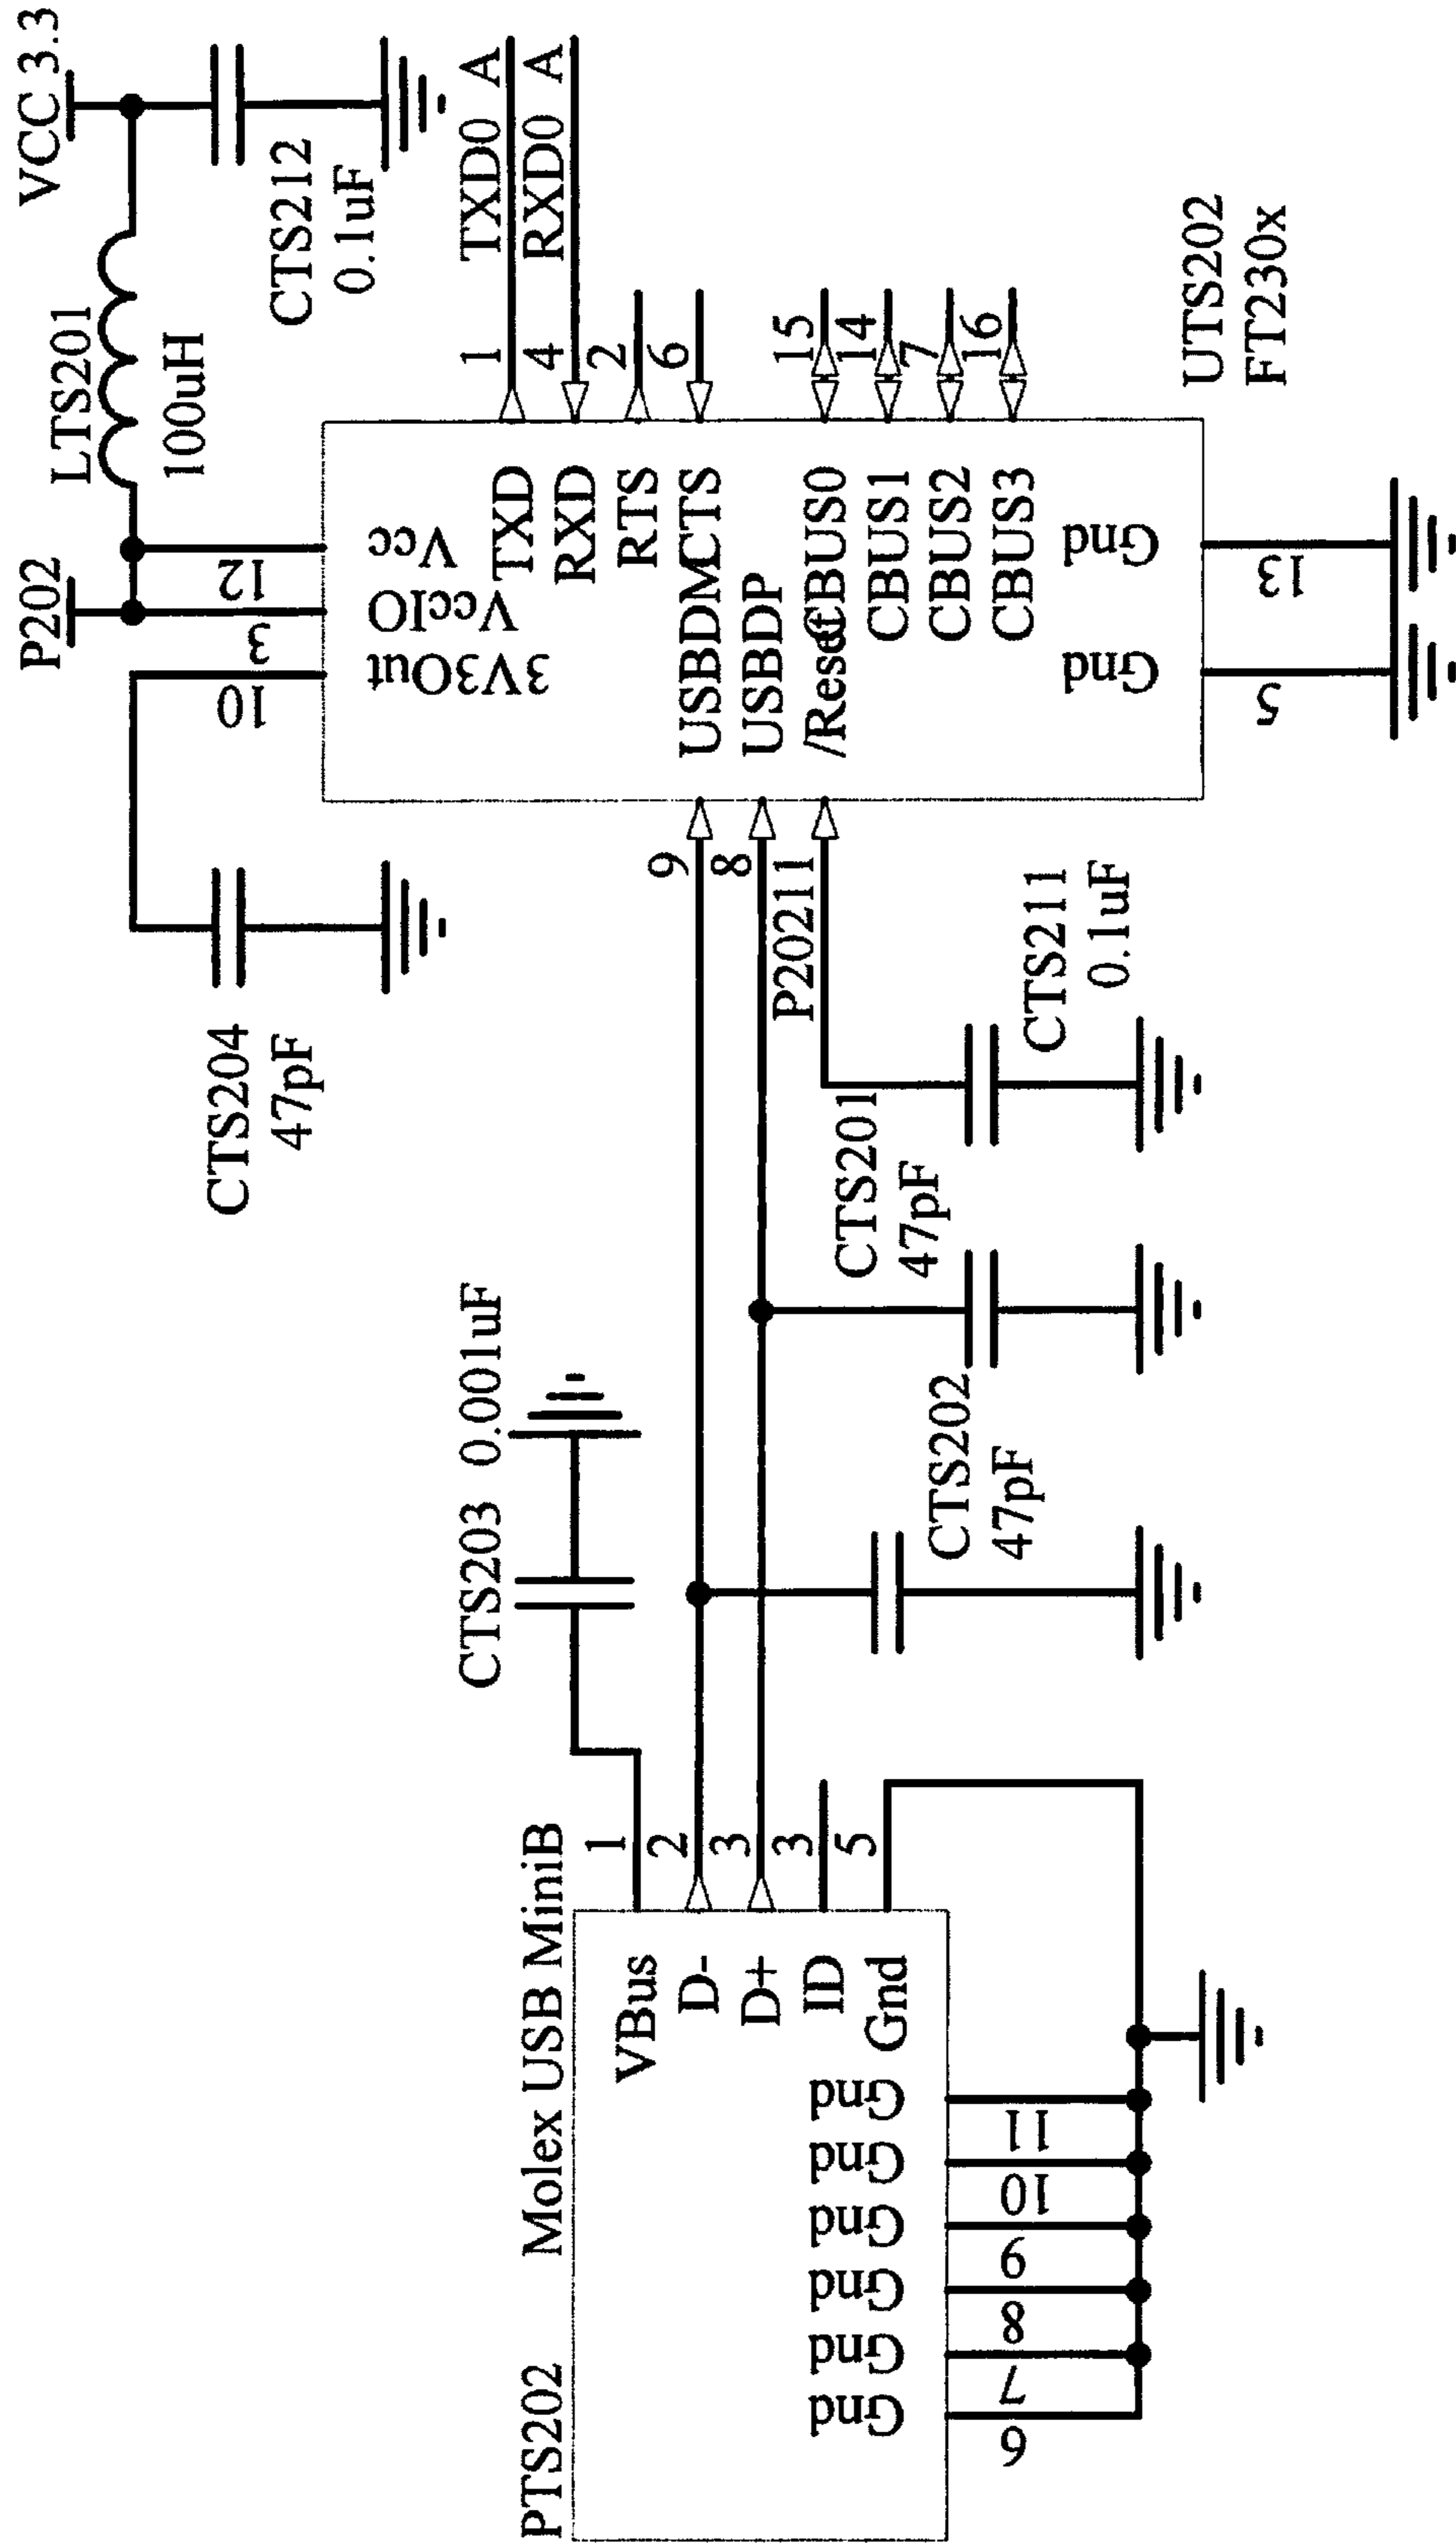 VCC 3.3
P202
LTS201
100uH
CTS212
0.1uF
CTS204
47pF
12
3
10
Vcc
VccIO
3V3Out
1
TXD0_A
4
RXD0_A
2
6
15
14
7
16
TXD
RXD
RTS
CTS
CBUS0
CBUS1
CBUS2
CBUS3
USBDM
USBDP
/Reset
Gnd
Gnd
13
5
UTS202
FT230x
9
8
P20211
CTS211
0.1uF
CTS201
47pF
CTS202
47pF
CTS203 0.001uF
PTS202
Molex USB MiniB
1
2
3
3
5
VBus
D-
D+
ID
Gnd
Gnd
Gnd
Gnd
Gnd
Gnd
Gnd
11
10
9
8
7
6